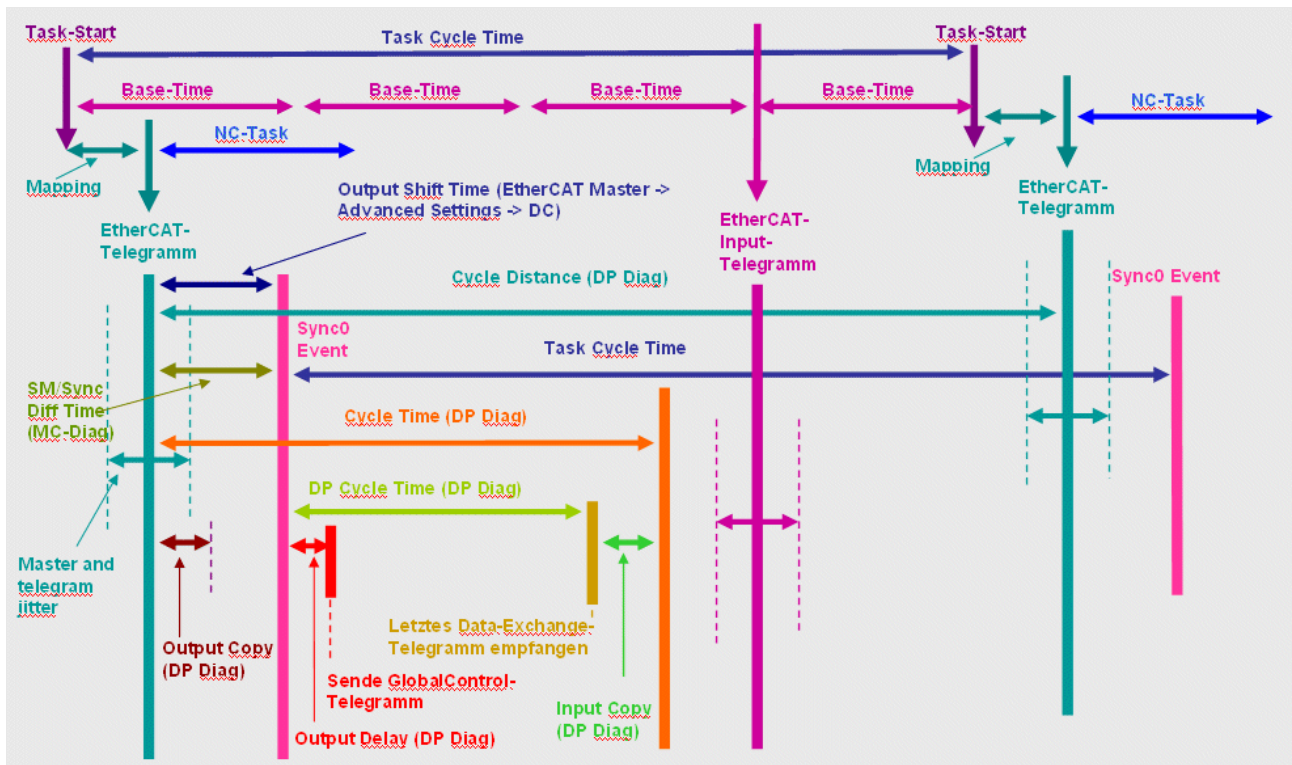 Task-Start
Task Cycle Time
Task-Start
Base-Time
Base-Time
Base-Time
Base-Time
NC-Task
NC-Task
Mapping
Mapping
Output Shift Time (EtherCAT Master ->
Advanced Settings -> DC)
EtherCAT-
Telegramm
EtherCAT-
Input-
Telegramm
EtherCAT-
Telegramm
Cycle Distance (DP Diag)
Sync0 Event
Sync0
Event
Task Cycle Time
SM/Sync
Diff Time
(MC-Diag)
Cycle Time (DP Diag)
DP Cycle Time (DP Diag)
Master and
telegram
jitter
Output Copy
(DP Diag)
Letztes Data-Exchange-
Telegramm empfangen
Sende GlobalControl-
Telegramm
Input Copy
(DP Diag)
Output Delay (DP Diag)